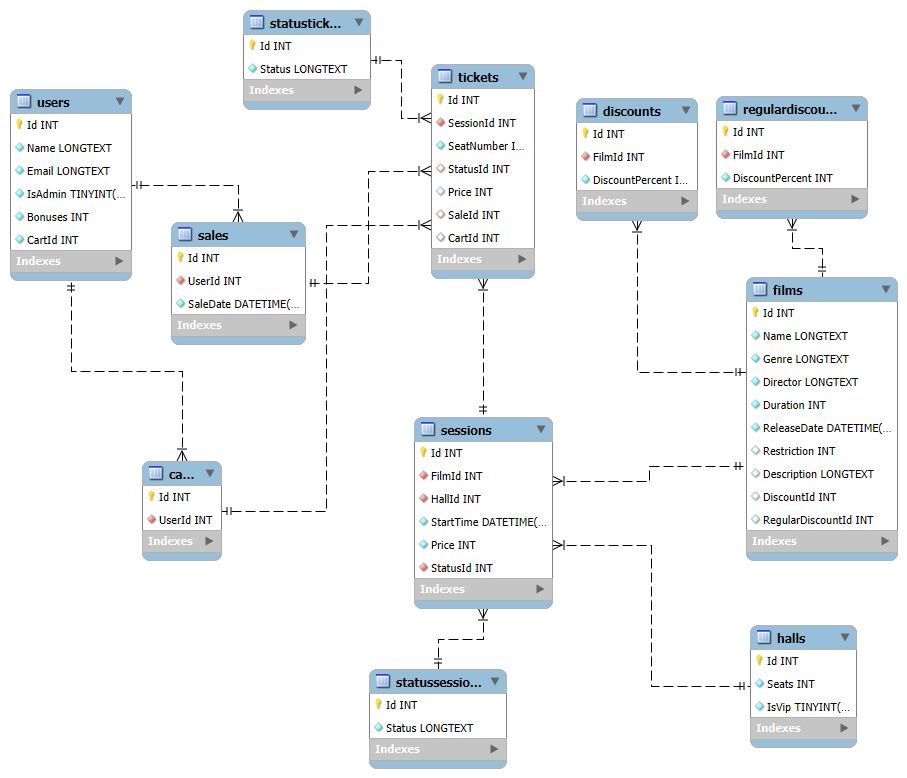 statustick...
Id INT
Status LONGTEXT
Indexes
users
Id INT
Name LONGTEXT
Email LONGTEXT
IsAdmin TINYINT(...
Bonuses INT
CartId INT
Indexes
sales
Id INT
UserId INT
SaleDate DATETIME(...
Indexes
tickets
Id INT
SessionId INT
SeatNumber I...
StatusId INT
Price INT
SaleId INT
CartId INT
Indexes
discounts
Id INT
FilmId INT
DiscountPercent I...
Indexes
regulardiscou...
Id INT
FilmId INT
DiscountPercent INT
Indexes
films
Id INT
Name LONGTEXT
Genre LONGTEXT
Director LONGTEXT
Duration INT
ReleaseDate DATETIME(...
Restriction INT
Description LONGTEXT
DiscountId INT
RegularDiscountId INT
Indexes
ca...
Id INT
UserId INT
Indexes
sessions
Id INT
FilmId INT
HallId INT
StartTime DATETIME(...
Price INT
StatusId INT
Indexes
statussessio...
Id INT
Status LONGTEXT
Indexes
halls
Id INT
Seats INT
IsVip TINYINT(...
Indexes